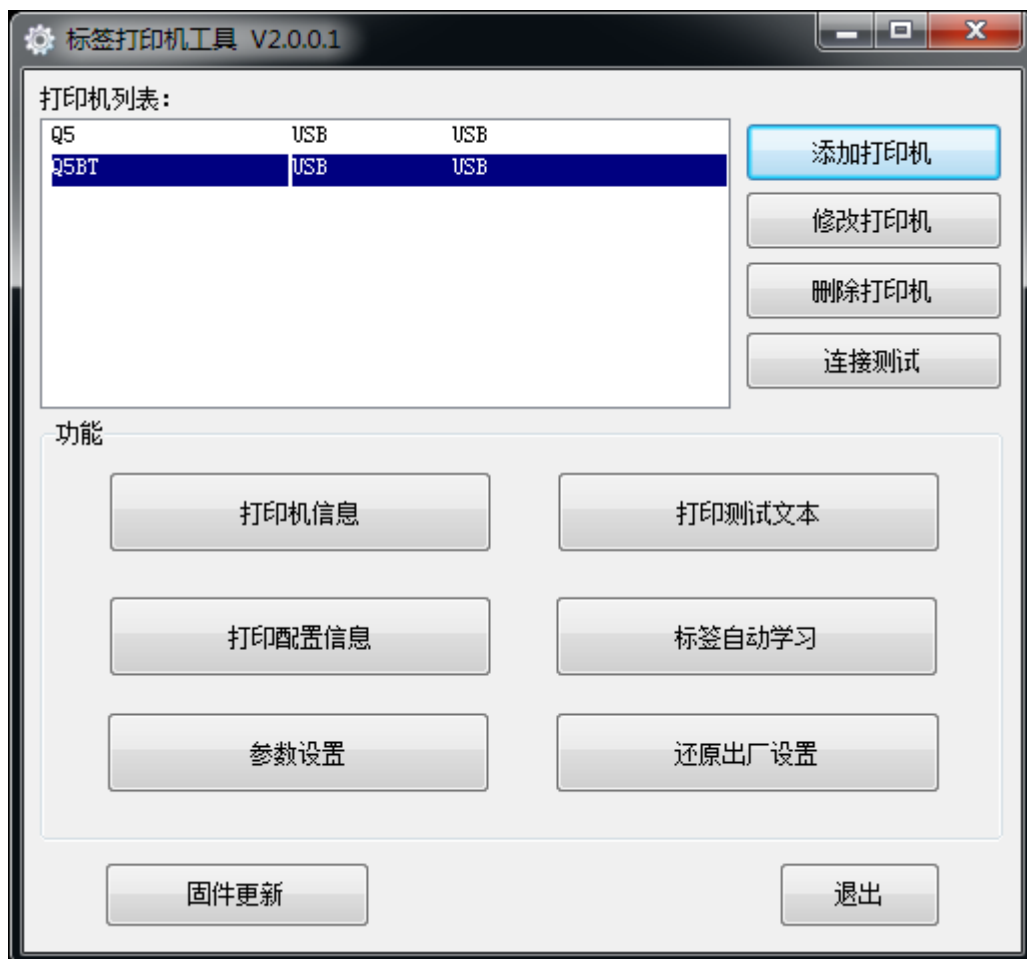 标签打印机工具 V2.0.0.1
打印机列表:
Q5 USB USB
Q5BT USB USB
添加打印机
修改打印机
删除打印机
连接测试
功能
打印机信息
打印测试文本
打印配置信息
标签自动学习
参数设置
还原出厂设置
固件更新
退出